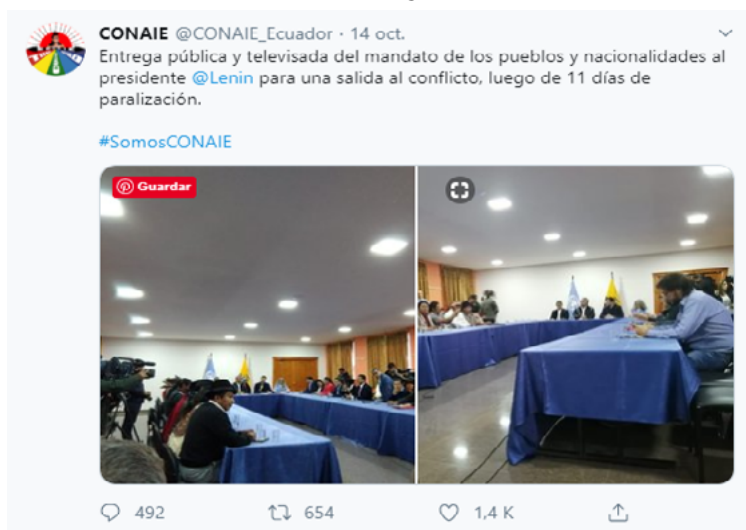 CONAIE @CONAIE_Ecuador · 14 oct.
Entrega pública y televisada del mandato de los pueblos y nacionalidades al
presidente @Lenin para una salida al conflicto, luego de 11 días de
paralización.
#SomosCONAIE
Guardar
492 654 1,4 K